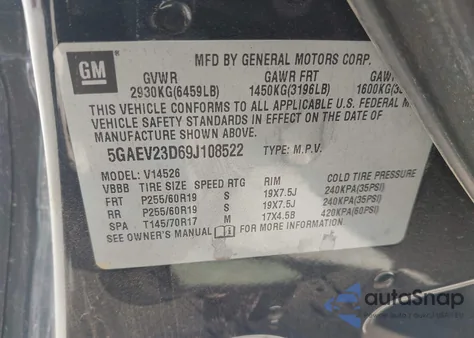 GM
MFD BY GENERAL MOTORS CORP.
GVWR GAWR FRT GAWR
2930KG(6459LB) 1450KG(3196LB) 1600KG(
THIS VEHICLE CONFORMS TO ALL APPLICABLE U.S. FEDERAL
VEHICLE SAFETY STANDARDS IN EFFECT ON THE DATE OF
MANUFACTURE SHOWN ABOVE.
5GAEV23D69J108522 TYPE: M.P.V.
MODEL: V14526
VBBB TIRE SIZE SPEED RTG RIM COLD TIRE PRESSURE
FRT P255/60R19 S 19X7.5J 240KPA(35PSI)
RR P255/60R19 S 19X7.5J 240KPA(35PSI)
SPA T145/70R17 M 17X4.5B 420KPA(60PSI)
SEE OWNER'S MANUAL FOR MORE INFORMATION.
autoSnap